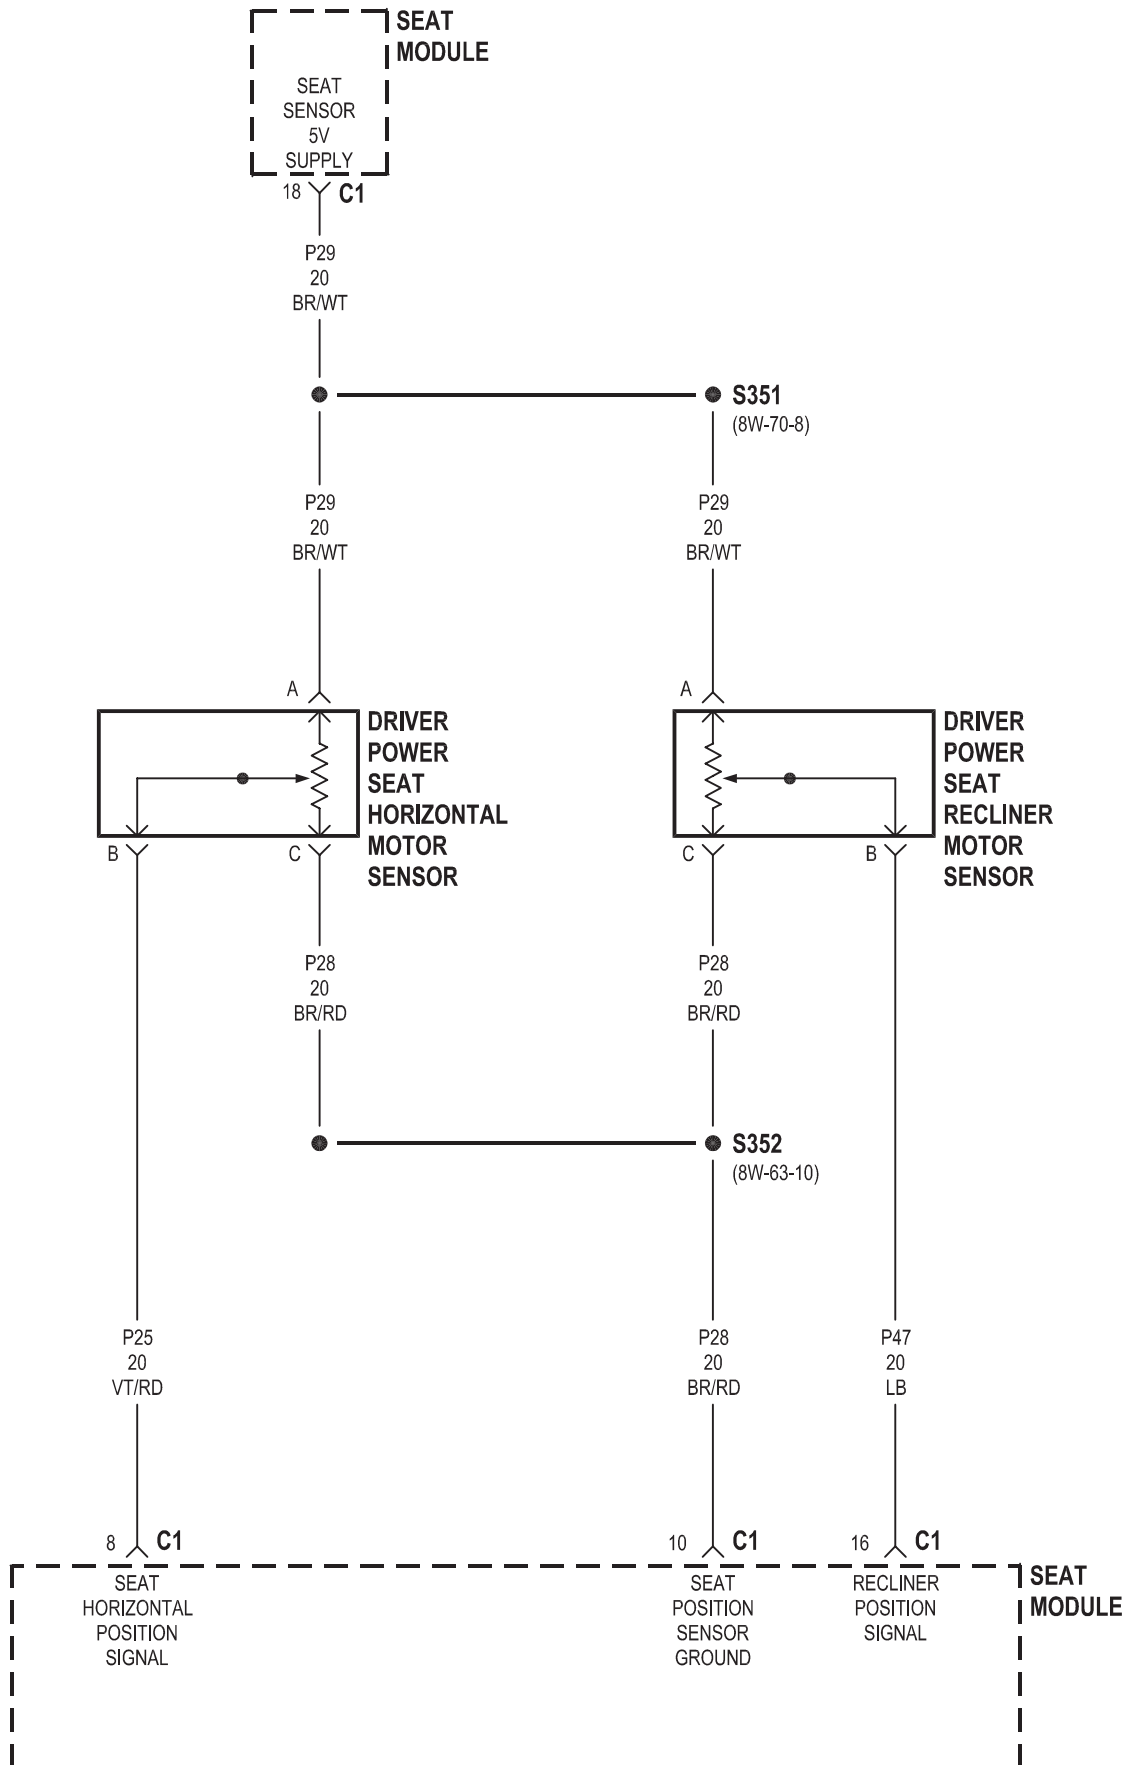 SEAT
MODULE
SEAT
SENSOR
5V
SUPPLY
18 C1
P29
20
BR/WT
S351
(8W-70-8)
P29
20
BR/WT
P29
20
BR/WT
A
A
DRIVER
POWER
SEAT
HORIZONTAL
MOTOR
SENSOR
DRIVER
POWER
SEAT
RECLINER
MOTOR
SENSOR
B
C
C
B
P28
20
BR/RD
P28
20
BR/RD
S352
(8W-63-10)
P25
20
VT/RD
P28
20
BR/RD
P47
20
LB
8 C1
10 C1
16 C1
SEAT
HORIZONTAL
POSITION
SIGNAL
SEAT
POSITION
SENSOR
GROUND
RECLINER
POSITION
SIGNAL
SEAT
MODULE